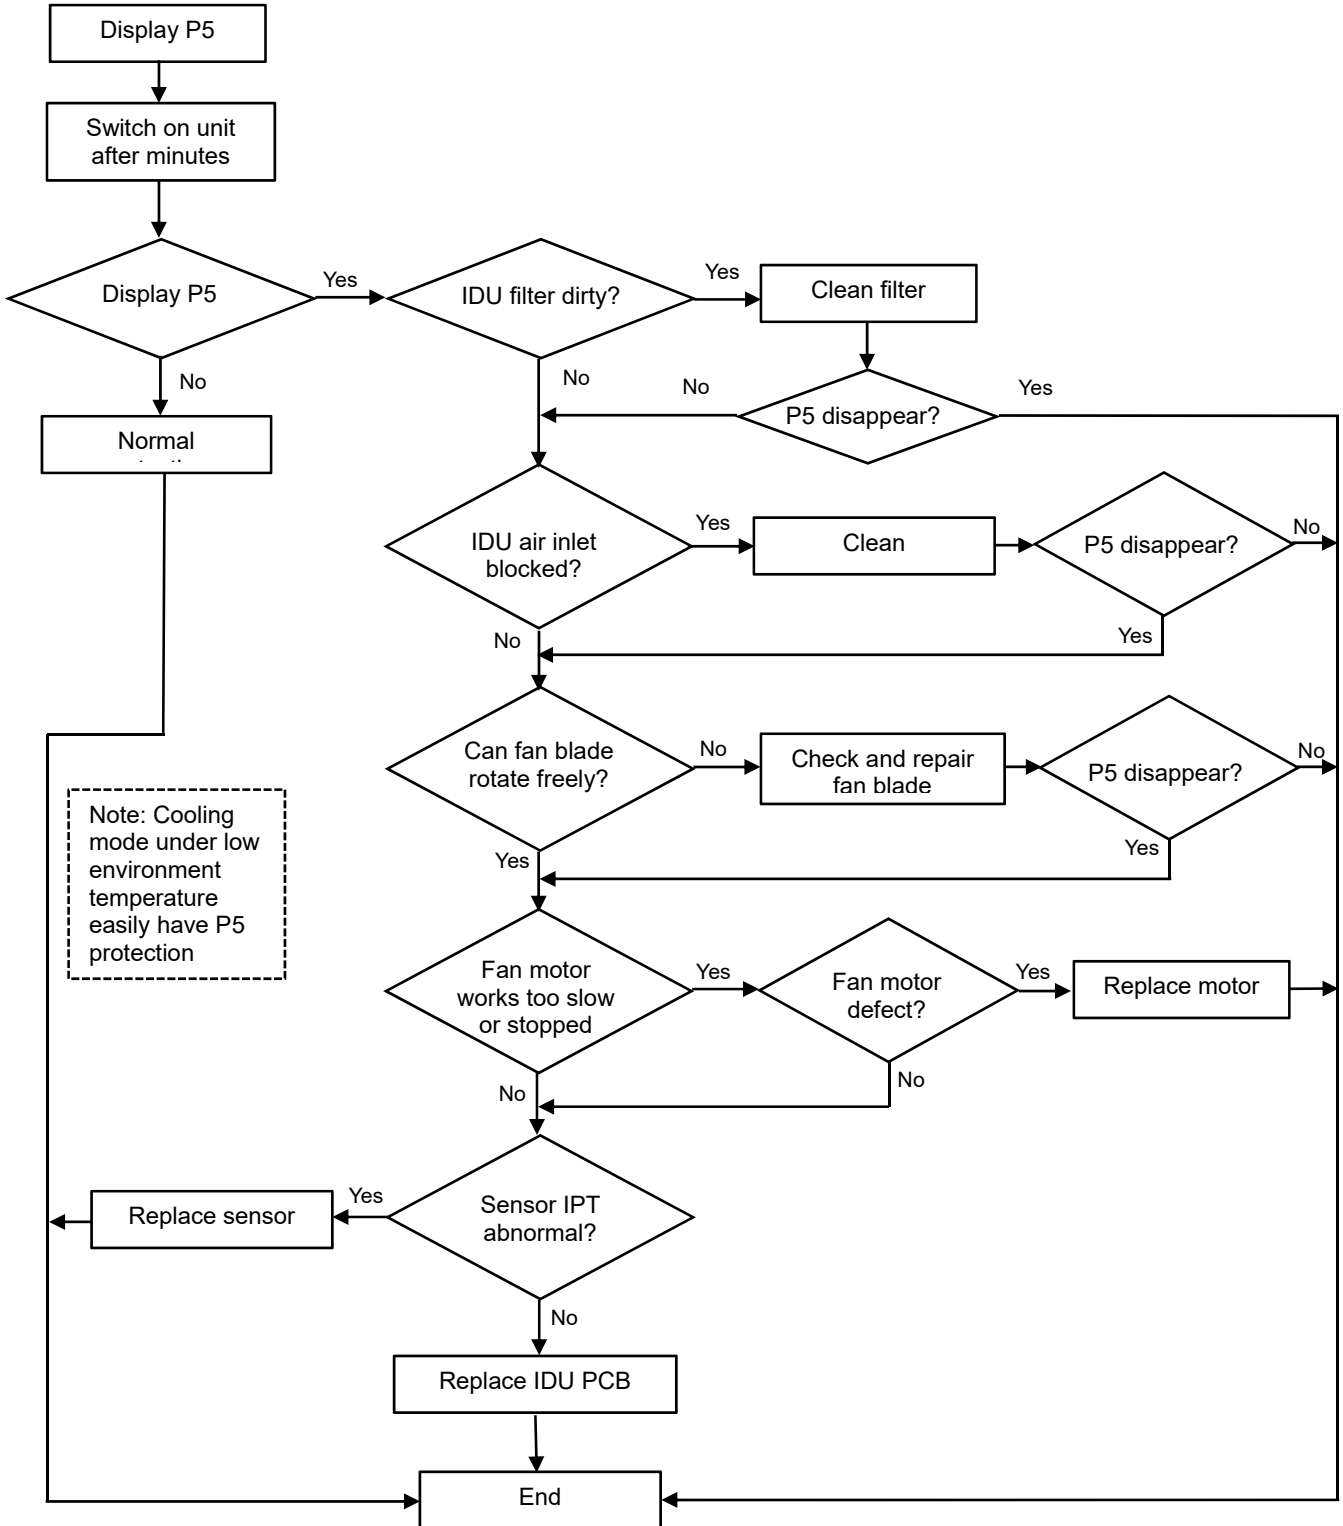 Display P5
Switch on unit
after minutes
Display P5
Yes
IDU filter dirty?
Yes
Clean filter
No
No
No
P5 disappear?
Yes
Normal
IDU air inlet
blocked?
Yes
Clean
P5 disappear?
No
No
Yes
Can fan blade
rotate freely?
No
Check and repair
fan blade
P5 disappear?
No
Yes
Yes
Note: Cooling
mode under low
environment
temperature
easily have P5
protection
Fan motor
works too slow
or stopped
Yes
Fan motor
defect?
Yes
Replace motor
No
No
Sensor IPT
abnormal?
Yes
Replace sensor
No
Replace IDU PCB
End